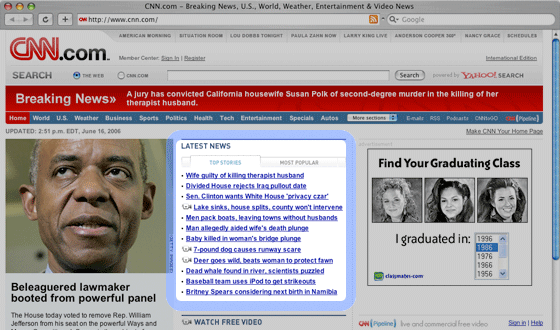 CNN.com – Breaking News, U.S., World, Weather, Entertainment & Video News
http://www.cnn.com/
Google
AMERICAN MORNING
SITUATION ROOM
LOU DOBBS TONIGHT
PAULA ZAHN NOW
LARRY KING LIVE
ANDERSON COOPER 360°
NANCY GRACE
SCHEDULES
CNN.com
Member Center: Sign In | Register
International Edition
SEARCH
THE WEB
CNN.COM
Search
powered by YAHOO! SEARCH
Breaking News»
A jury has convicted California housewife Susan Polk of second-degree murder in the killing of her
therapist husband.
Home World U.S. Weather Business Sports Politics Health Tech Entertainment Specials Autos
More sections
E-mails RSS Podcasts CNNtoGO CNN Pipeline
UPDATED: 2:51 p.m. EDT, June 16, 2006
Make CNN Your Home Page
LATEST NEWS
TOP STORIES
MOST POPULAR
• Wife guilty of killing therapist husband
• Divided House rejects Iraq pullout date
• Sen. Clinton wants White House 'privacy czar'
• Lake sinks, house splits, county won't intervene
• Men pack boats, leaving towns without husbands
• Man allegedly aided wife's death plunge
• Baby killed in woman's bridge plunge
• 7-pound dog causes runway scare
• Deer goes wild, beats woman to protect fawn
• Dead whale found in river, scientists puzzled
• Baseball team uses iPod to get strikeouts
• Britney Spears considering next birth in Namibia
WATCH FREE VIDEO
Beleaguered lawmaker
booted from powerful panel
The House today voted to remove Rep. William
Jefferson from his seat on the powerful Ways and
Find Your Graduating Class
I graduated in:
1996
1986
1976
1966
1956
classmates.com
CNN Pipeline
live and commercial free video
Sign in | Help